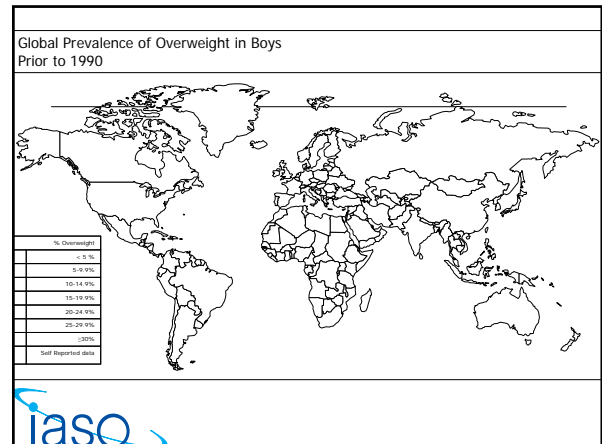 Global Prevalence of Overweight in Boys
Prior to 1990
% Overweight
< 5 %
5-9.9%
10-14.9%
15-19.9%
20-24.9%
25-29.9%
≥30%
Self Reported data
iaso